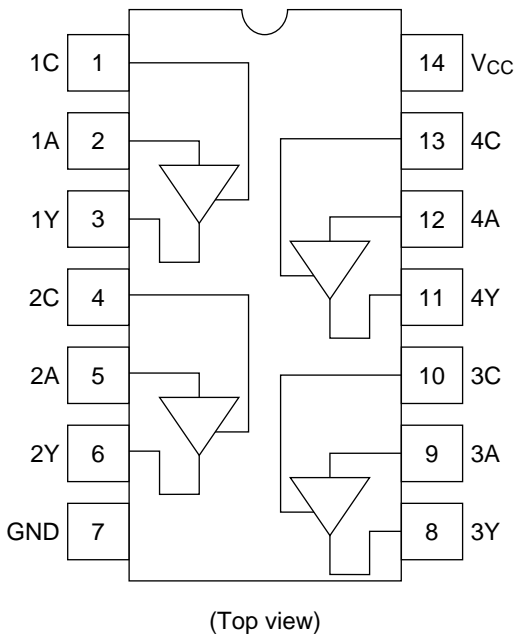 1C 1 14 VCC
1A 2 13 4C
1Y 3 12 4A
2C 4 11 4Y
2A 5 10 3C
2Y 6 9 3A
GND 7 8 3Y
(Top view)